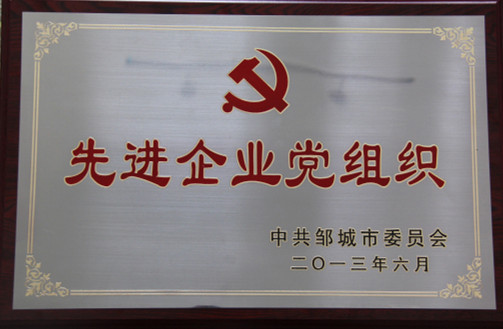 先进企业党组织
中共邹城市委员会
二〇一三年六月